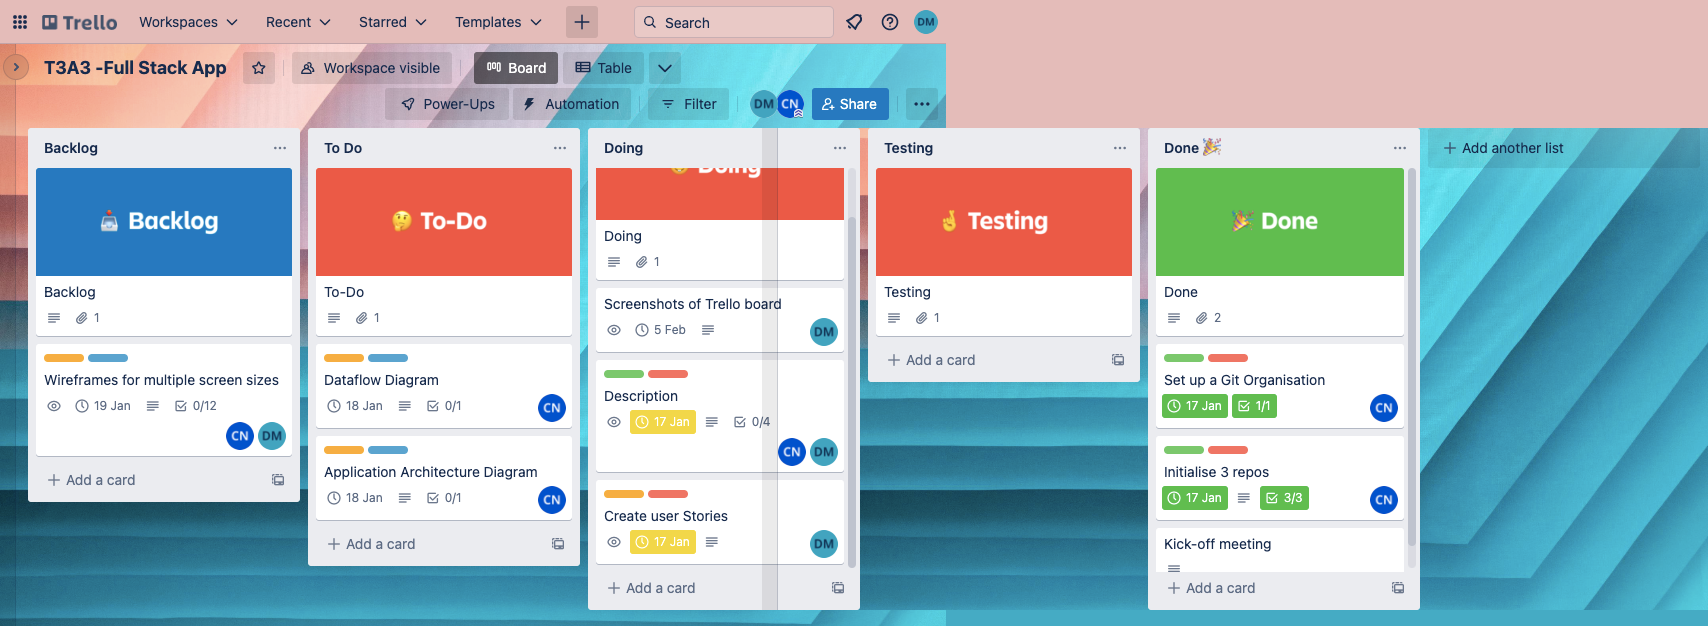 Trello Workspaces Recent Starred Templates Search DM
T3A3 -Full Stack App Workspace visible Board Table
Power-Ups Automation Filter DM CN Share
Backlog
Backlog
Backlog
1
Wireframes for multiple screen sizes
19 Jan 0/12
CN DM
Add a card
To Do
To-Do
To-Do
1
Dataflow Diagram
18 Jan 0/1
CN
Application Architecture Diagram
18 Jan 0/1
CN
Add a card
Doing
Doing
Doing
1
Screenshots of Trello board
5 Feb
DM
Description
17 Jan 0/4
CN DM
Create user Stories
17 Jan
DM
Add a card
Testing
Testing
Testing
1
Add a card
Done
Done
Done
2
Set up a Git Organisation
17 Jan 1/1
CN
Initialise 3 repos
17 Jan 3/3
CN
Kick-off meeting
Add a card
Add another list